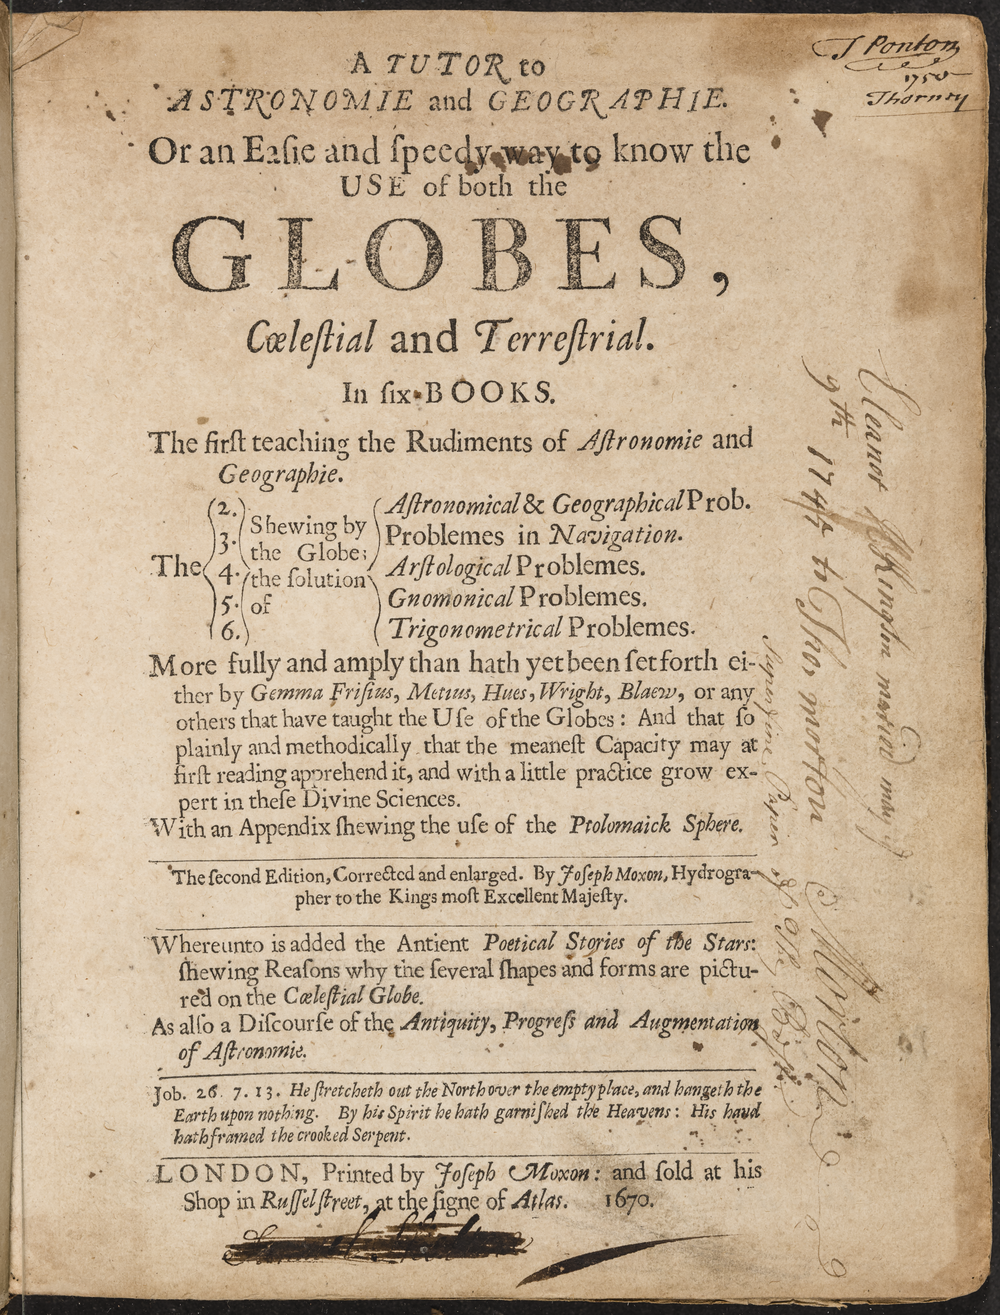 A TUTOR to
ASTRONOMIE and GEOGRAPHIE.
Or an Eaſie and ſpeedy way to know the
USE of both the
GLOBES,
Cœleſtial and Terreſtrial.
In ſix BOOKS.
The firſt teaching the Rudiments of Aſtronomie and
Geographie.
The
2.
3.
4.
5.
6.
Shewing by
the Globe;
the ſolution
of
Aſtronomical & Geographical Prob.
Problemes in Navigation.
Arſtological Problemes.
Gnomonical Problemes.
Trigonometrical Problemes.
More fully and amply than hath yet been ſet forth ei-
ther by Gemma Friſius, Metius, Hues, Wright, Blaew, or any
others that have taught the Uſe of the Globes: And that ſo
plainly and methodically that the meaneſt Capacity may at
firſt reading apprehend it, and with a little practice grow ex-
pert in theſe Divine Sciences.
With an Appendix ſhewing the uſe of the Ptolomaick Sphere.
The ſecond Edition, Corrected and enlarged. By Joſeph Moxon, Hydrogra-
pher to the Kings moſt Excellent Majeſty.
Whereunto is added the Antient Poetical Stories of the Stars:
ſhewing Reaſons why the ſeveral ſhapes and forms are pictu-
red on the Cœleſtial Globe.
As alſo a Diſcourſe of the Antiquity, Progreſs and Augmentation
of Aſtronomie.
Job. 26 7. 13. He ſtretcheth out the North over the empty place, and hangeth the
Earth upon nothing. By his Spirit he hath garniſhed the Heavens: His hand
hath framed the crooked Serpent.
LONDON, Printed by Joſeph Moxon: and ſold at his
Shop in Ruſſelſtreet, at the ſigne of Atlas. 1670.
J Ponton
1750
Thorney
Eleanor may
9th 1745 to Tho morton